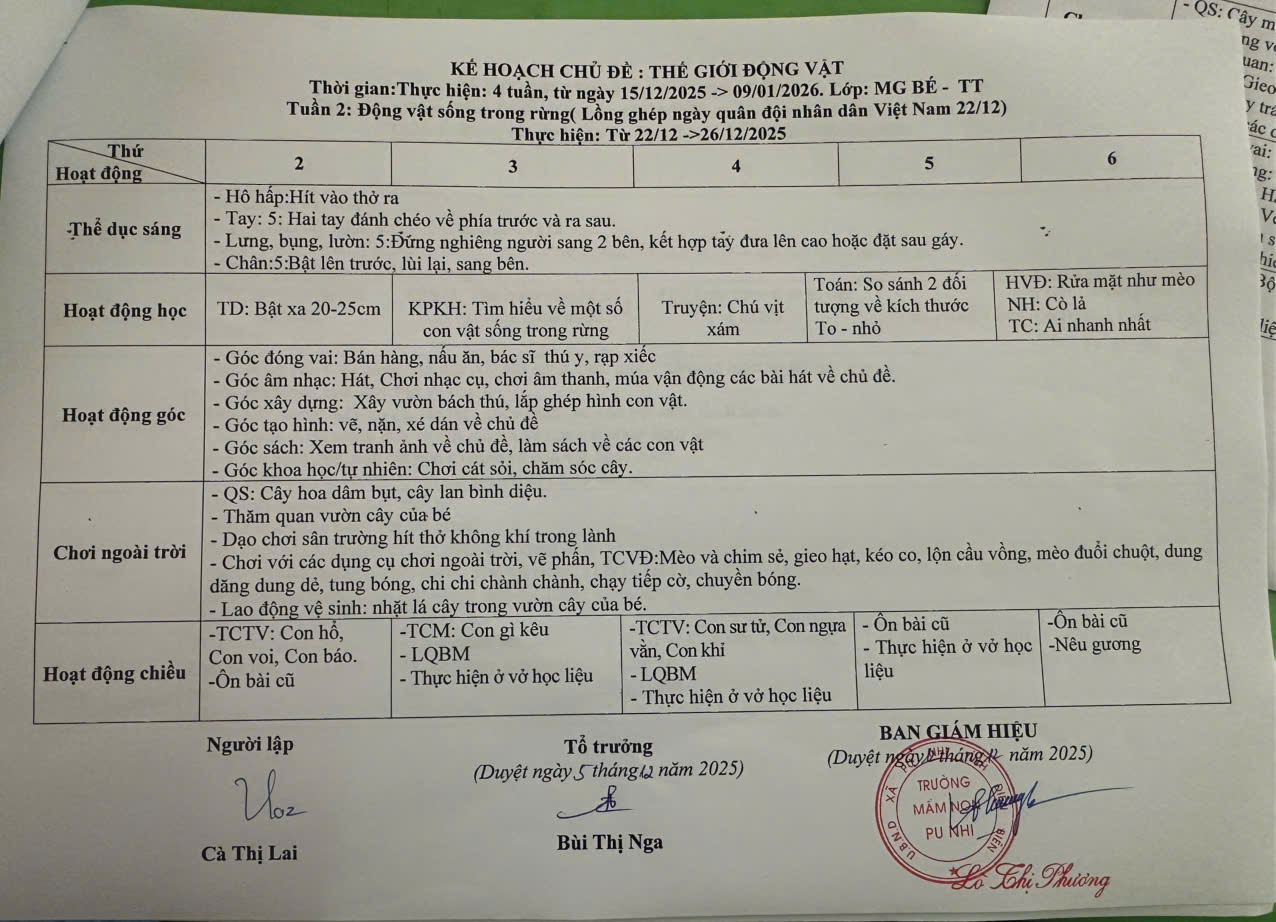 KẾ HOẠCH CHỦ ĐỀ : THẾ GIỚI ĐỘNG VẬT
Thời gian:Thực hiện: 4 tuần, từ ngày 15/12/2025 -> 09/01/2026. Lớp: MG BÉ - TT
Tuần 2: Động vật sống trong rừng( Lồng ghép ngày quân đội nhân dân Việt Nam 22/12)
Thực hiện: Từ 22/12 ->26/12/2025
Thứ
Hoạt động
2
3
4
5
6
Thể dục sáng
- Hô hấp:Hít vào thở ra
- Tay: 5: Hai tay đánh chéo về phía trước và ra sau.
- Lưng, bụng, lườn: 5:Đứng nghiêng người sang 2 bên, kết hợp tay đưa lên cao hoặc đặt sau gáy.
- Chân:5:Bật lên trước, lùi lại, sang bên.
Hoạt động học
TD: Bật xa 20-25cm
KPKH: Tìm hiểu về một số
con vật sống trong rừng
Truyện: Chú vịt
xám
Toán: So sánh 2 đối
tượng về kích thước
To - nhỏ
HVĐ: Rửa mặt như mèo
NH: Cò lả
TC: Ai nhanh nhất
Hoạt động góc
- Góc đóng vai: Bán hàng, nấu ăn, bác sĩ thú y, rạp xiếc
- Góc âm nhạc: Hát, Chơi nhạc cụ, chơi âm thanh, múa vận động các bài hát về chủ đề.
- Góc xây dựng: Xây vườn bách thú, lắp ghép hình con vật.
- Góc tạo hình: vẽ, nặn, xé dán về chủ đề
- Góc sách: Xem tranh ảnh về chủ đề, làm sách về các con vật
- Góc khoa học/tự nhiên: Chơi cát sỏi, chăm sóc cây.
Chơi ngoài trời
- QS: Cây hoa dâm bụt, cây lan bình diệu.
- Thăm quan vườn cây của bé
- Dạo chơi sân trường hít thở không khí trong lành
- Chơi với các dụng cụ chơi ngoài trời, vẽ phấn, TCVĐ:Mèo và chim sẻ, gieo hạt, kéo co, lộn cầu vồng, mèo đuổi chuột, dung
dăng dung dẻ, tung bóng, chi chi chành chành, chạy tiếp cờ, chuyền bóng.
- Lao động vệ sinh: nhặt lá cây trong vườn cây của bé.
Hoạt động chiều
-TCTV: Con hổ,
Con voi, Con báo.
-Ôn bài cũ
-TCM: Con gì kêu
- LQBM
- Thực hiện ở vở học liệu
-TCTV: Con sư tử, Con ngựa
vằn, Con khỉ
- LQBM
- Thực hiện ở vở học liệu
- Ôn bài cũ
- Thực hiện ở vở học
liệu
-Ôn bài cũ
-Nêu gương
Người lập
Cà Thị Lai
Tổ trưởng
(Duyệt ngày 5 tháng 12 năm 2025)
Bùi Thị Nga
BAN GIÁM HIỆU
(Duyệt ngày tháng 12 năm 2025)
TRƯỜNG
MẦM NON
PU NHI
Lò Thị Phương
- QS: Cây m